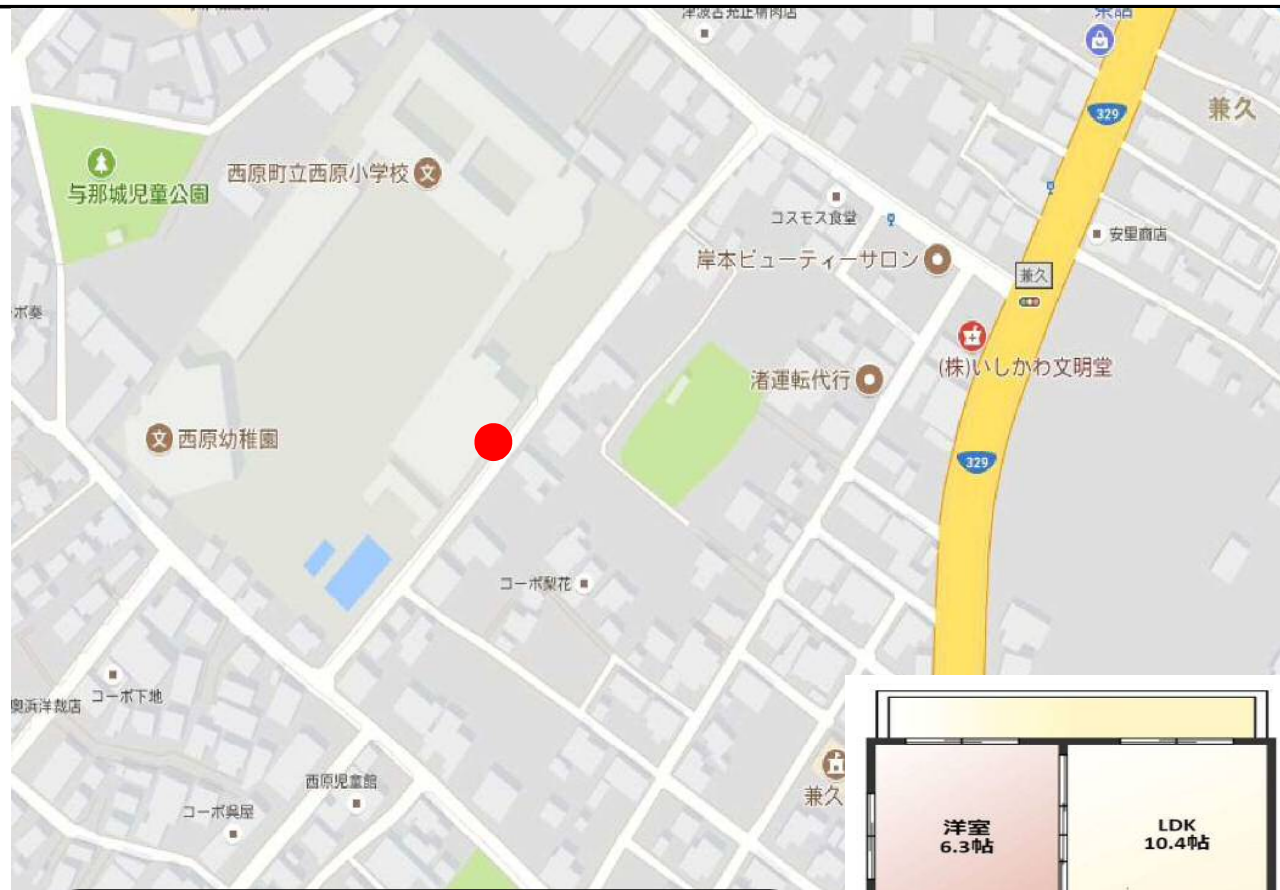 329
兼久
西原町立西原小学校
与那城児童公園
コスモス食堂
安里商店
岸本ビューティーサロン
兼久
(株)いしかわ文明堂
渚運転代行
西原幼稚園
329
コーポ梨花
コーポ下地
西原児童館
兼久
コーポ呉屋
洋室
6.3帖
LDK
10.4帖